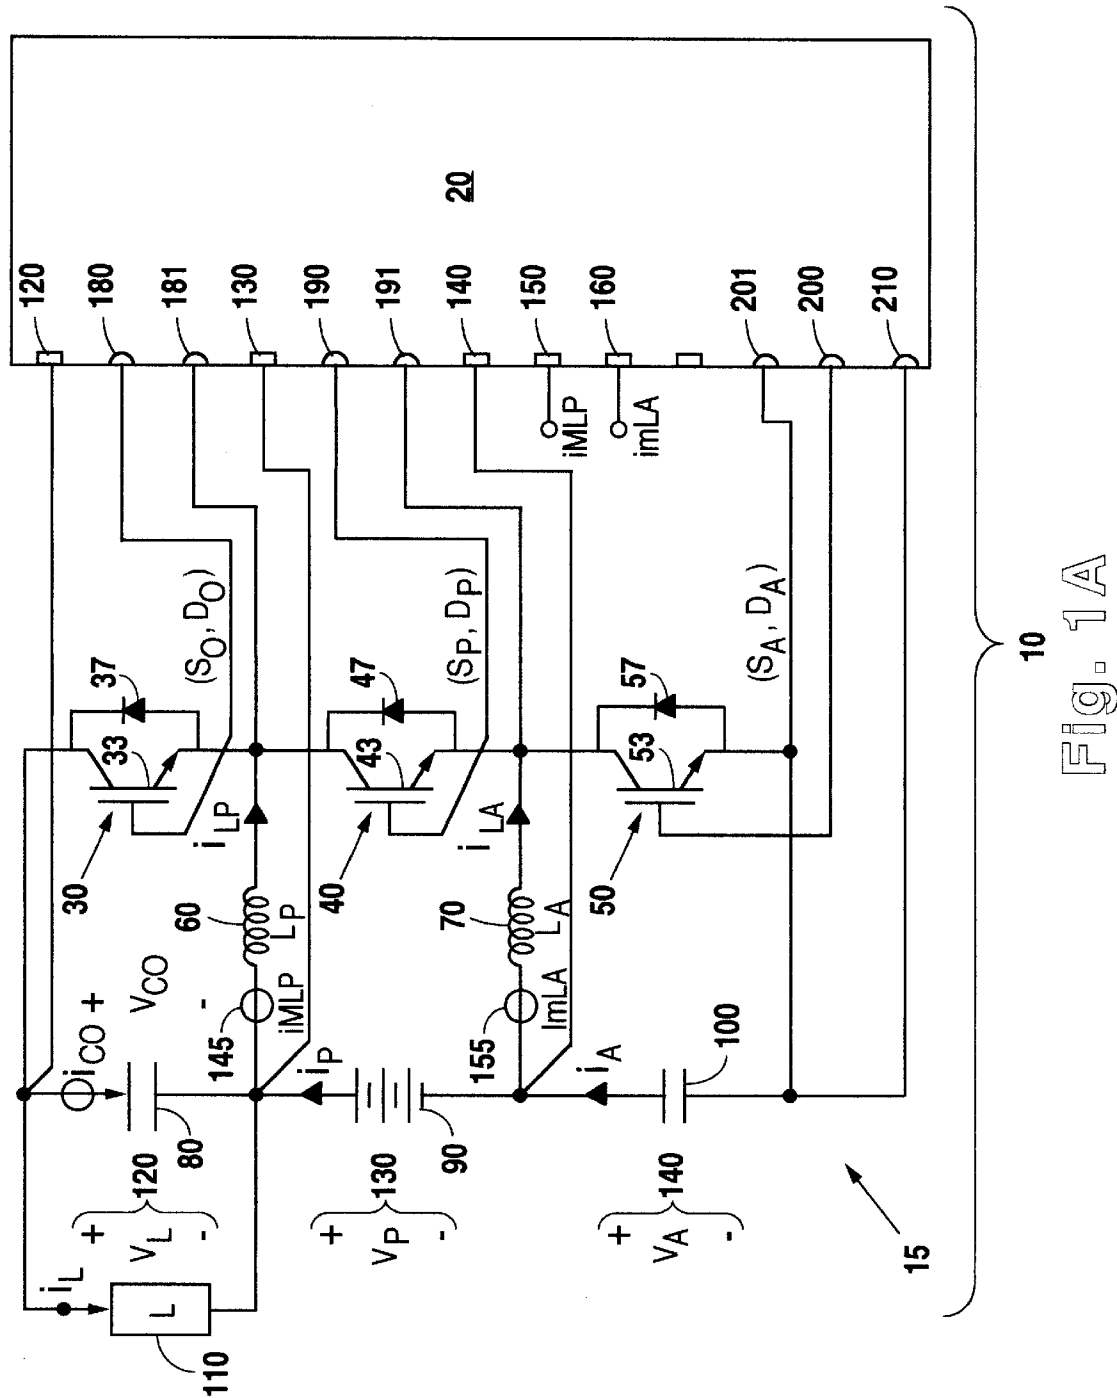 120
i_L
i_CO +
30
+
37
180
33
V_L
120
V_CO
L
181
80
60
(S_O, D_O)
-
-
110
145
i_LP
130
iMLP
L_P
i_P
190
+
40
47
43
V_P
130
191
-
90
70
(S_P, D_P)
140
20
155
i_LA
150
ImLA
L_A
iMLP
i_A
50
160
+
57
53
imLA
V_A
140
100
-
201
(S_A, D_A)
200
210
15
10
Fig. 1A